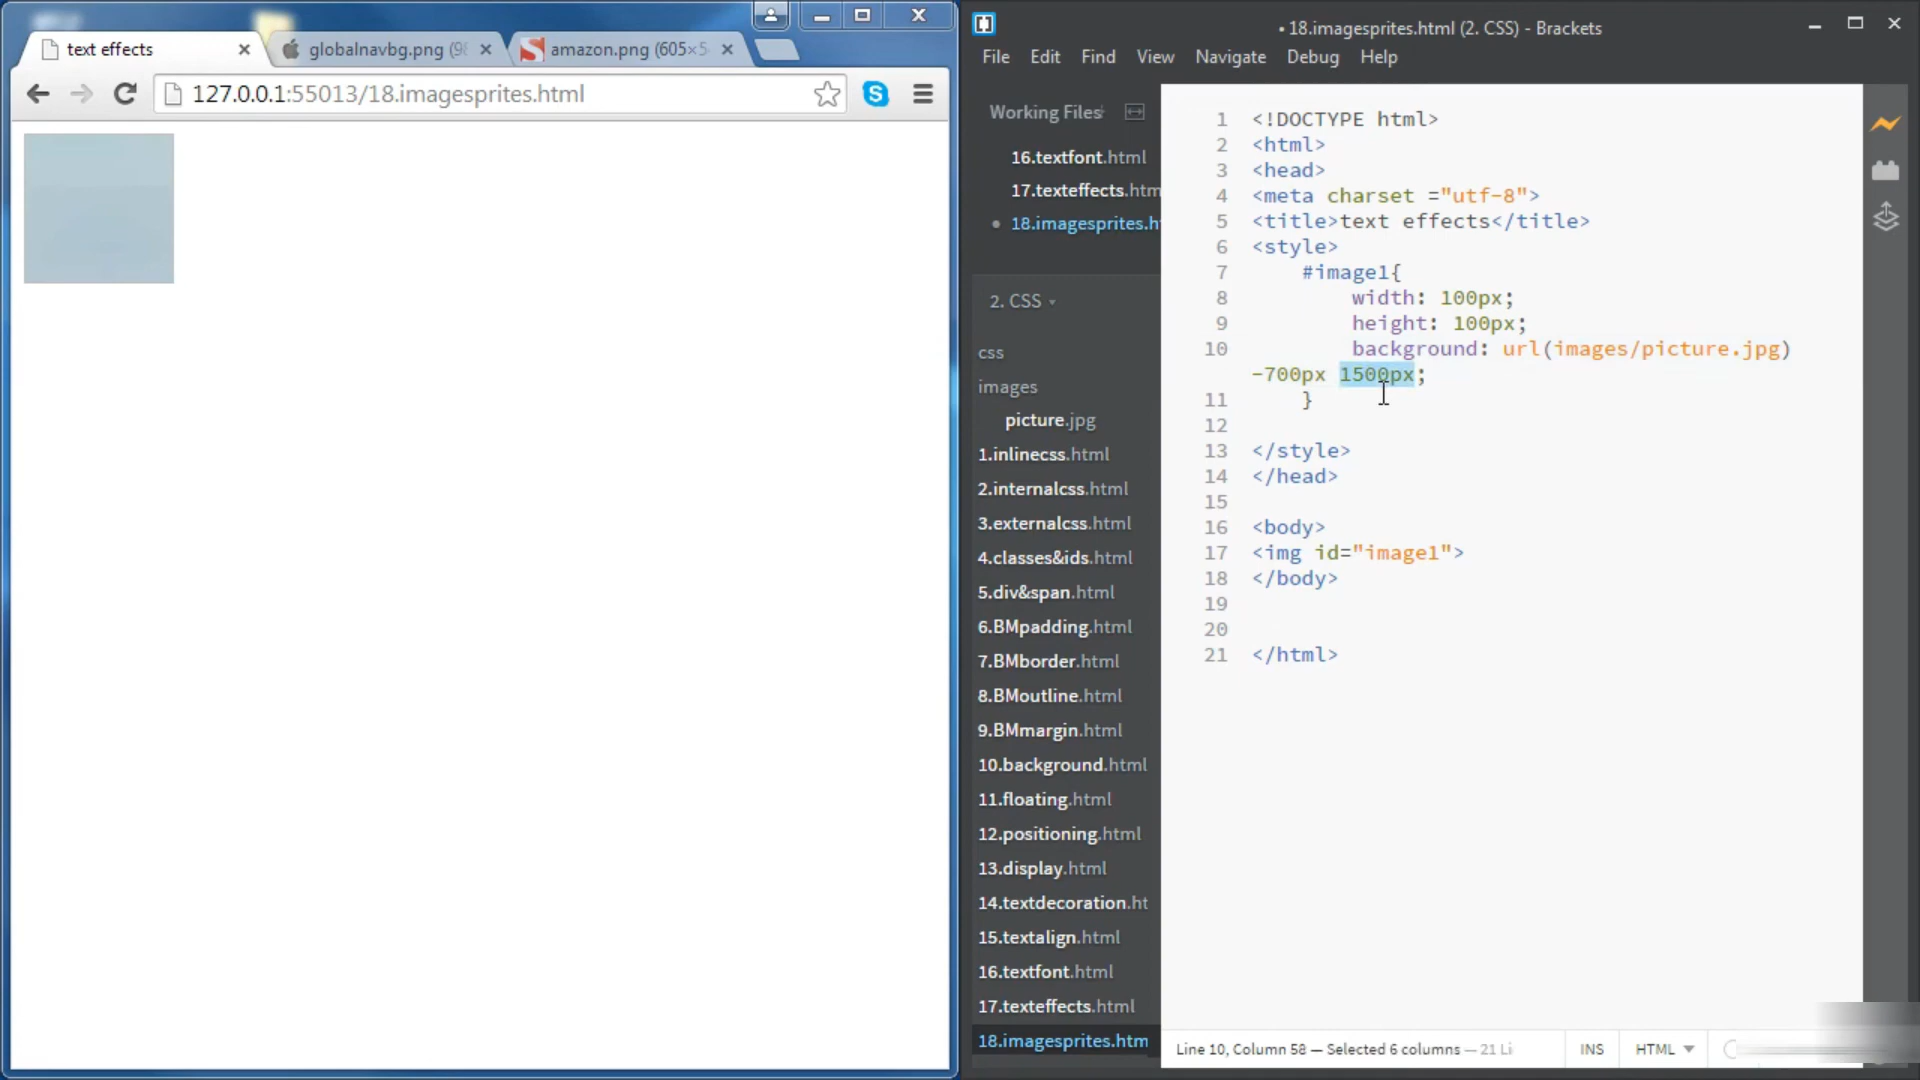 text effects
globalnavbg.png (98
amazon.png (605×5
127.0.0.1:55013/18.imagesprites.html
• 18.imagesprites.html (2. CSS) - Brackets
File Edit Find View Navigate Debug Help
Working Files
16.textfont.html
17.texteffects.htm
18.imagesprites.h
2. CSS
css
images
picture.jpg
1.inlinecss.html
2.internalcss.html
3.externalcss.html
4.classes&ids.html
5.div&span.html
6.BMpadding.html
7.BMborder.html
8.BMoutline.html
9.BMmargin.html
10.background.html
11.floating.html
12.positioning.html
13.display.html
14.textdecoration.ht
15.textalign.html
16.textfont.html
17.texteffects.html
18.imagesprites.htm
1 <!DOCTYPE html>
2 <html>
3 <head>
4 <meta charset ="utf-8">
5 <title>text effects</title>
6 <style>
7 #image1{
8 width: 100px;
9 height: 100px;
10 background: url(images/picture.jpg)
-700px 1500px;
11 }
12
13 </style>
14 </head>
15
16 <body>
17 <img id="image1">
18 </body>
19
20
21 </html>
Line 10, Column 58 — Selected 6 columns — 21 Li
INS
HTML